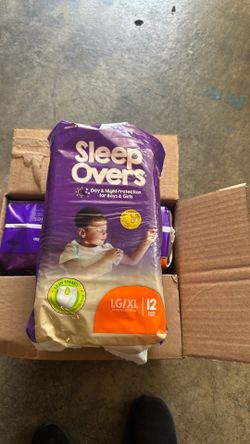 Sleep
Overs
Day & Night Protection
for Boys & Girls
LG/XL
12